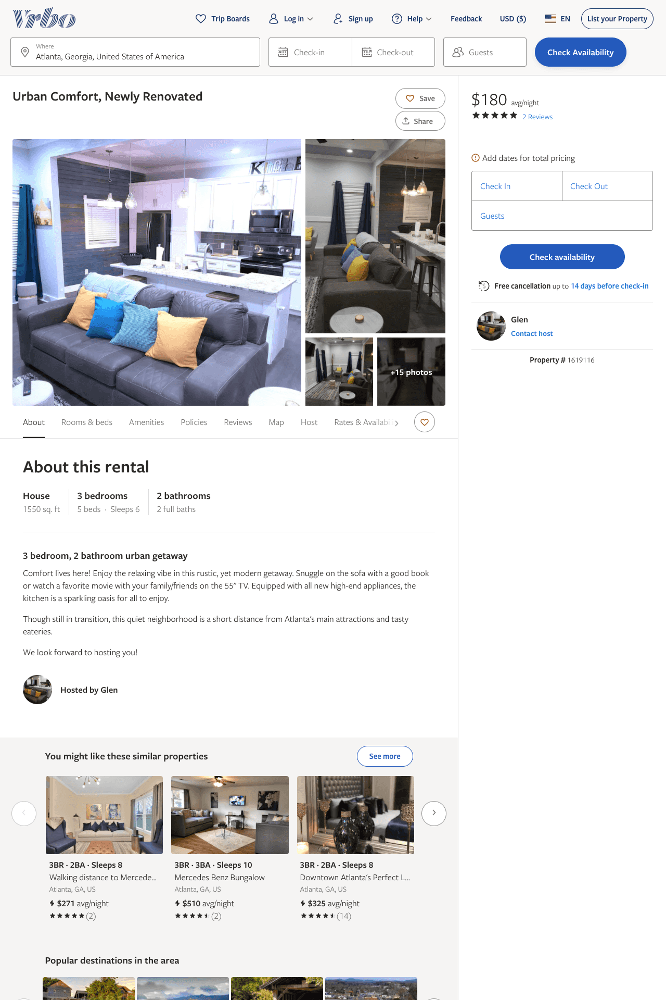 Vrbo
Trip Boards
Log in
Sign up
Help
Feedback
USD ($)
EN
List your Property
Where
Atlanta, Georgia, United States of America
Check-in
Check-out
Guests
Check Availability
Urban Comfort, Newly Renovated
Save
Share
+15 photos
$180 avg/night
2 Reviews
Add dates for total pricing
Check In
Check Out
Guests
Check availability
Free cancellation up to 14 days before check-in
Glen
Contact host
Property # 1619116
About
Rooms & beds
Amenities
Policies
Reviews
Map
Host
Rates & Availabili
About this rental
House
1550 sq. ft
3 bedrooms
5 beds · Sleeps 6
2 bathrooms
2 full baths
3 bedroom, 2 bathroom urban getaway
Comfort lives here! Enjoy the relaxing vibe in this rustic, yet modern getaway. Snuggle on the sofa with a good book
or watch a favorite movie with your family/friends on the 55" TV. Equipped with all new high-end appliances, the
kitchen is a sparkling oasis for all to enjoy.
Though still in transition, this quiet neighborhood is a short distance from Atlanta's main attractions and tasty
eateries.
We look forward to hosting you!
Hosted by Glen
You might like these similar properties
See more
3BR · 2BA · Sleeps 8
Walking distance to Mercede...
Atlanta, GA, US
$271 avg/night
(2)
3BR · 3BA · Sleeps 10
Mercedes Benz Bungalow
Atlanta, GA, US
$510 avg/night
(2)
3BR · 2BA · Sleeps 8
Downtown Atlanta's Perfect L...
Atlanta, GA, US
$325 avg/night
(14)
Popular destinations in the area